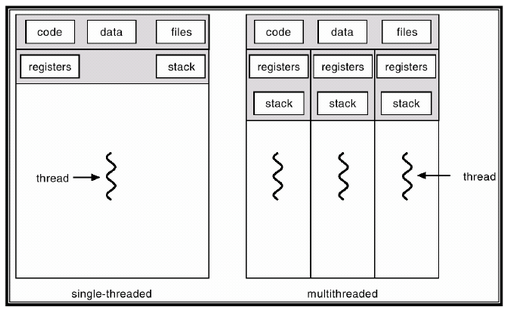 code data files
registers stack
thread
single-threaded
code data files
registers registers registers
stack stack stack
thread
multithreaded